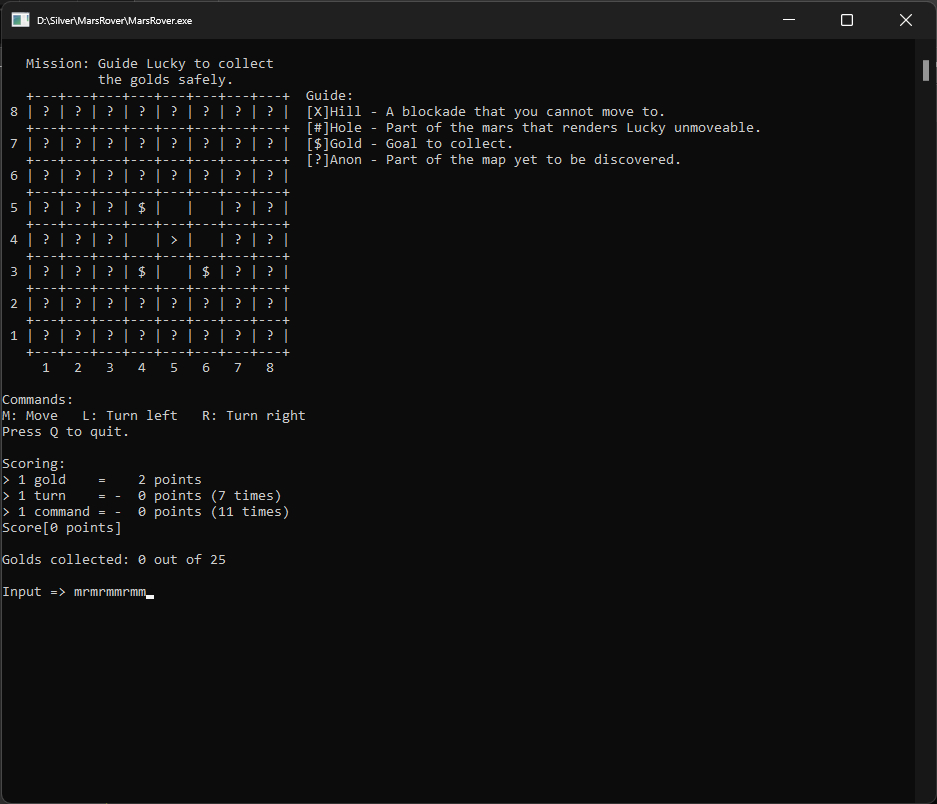 D:\Silver\MarsRover\MarsRover.exe
Mission: Guide Lucky to collect
the golds safely.
+---+---+---+---+---+---+---+---+ Guide:
8 | ? | ? | ? | ? | ? | ? | ? | ? | [X]Hill - A blockade that you cannot move to.
+---+---+---+---+---+---+---+---+ [#]Hole - Part of the mars that renders Lucky unmoveable.
7 | ? | ? | ? | ? | ? | ? | ? | ? | [$]Gold - Goal to collect.
+---+---+---+---+---+---+---+---+ [?]Anon - Part of the map yet to be discovered.
6 | ? | ? | ? | ? | ? | ? | ? | ? |
+---+---+---+---+---+---+---+---+
5 | ? | ? | ? | $ |   |   | ? | ? |
+---+---+---+---+---+---+---+---+
4 | ? | ? | ? |   | > |   | ? | ? |
+---+---+---+---+---+---+---+---+
3 | ? | ? | ? | $ |   | $ | ? | ? |
+---+---+---+---+---+---+---+---+
2 | ? | ? | ? | ? | ? | ? | ? | ? |
+---+---+---+---+---+---+---+---+
1 | ? | ? | ? | ? | ? | ? | ? | ? |
+---+---+---+---+---+---+---+---+
1 2 3 4 5 6 7 8
Commands:
M: Move L: Turn left R: Turn right
Press Q to quit.
Scoring:
> 1 gold = 2 points
> 1 turn = - 0 points (7 times)
> 1 command = - 0 points (11 times)
Score[0 points]
Golds collected: 0 out of 25
Input => mrmrmmrmm